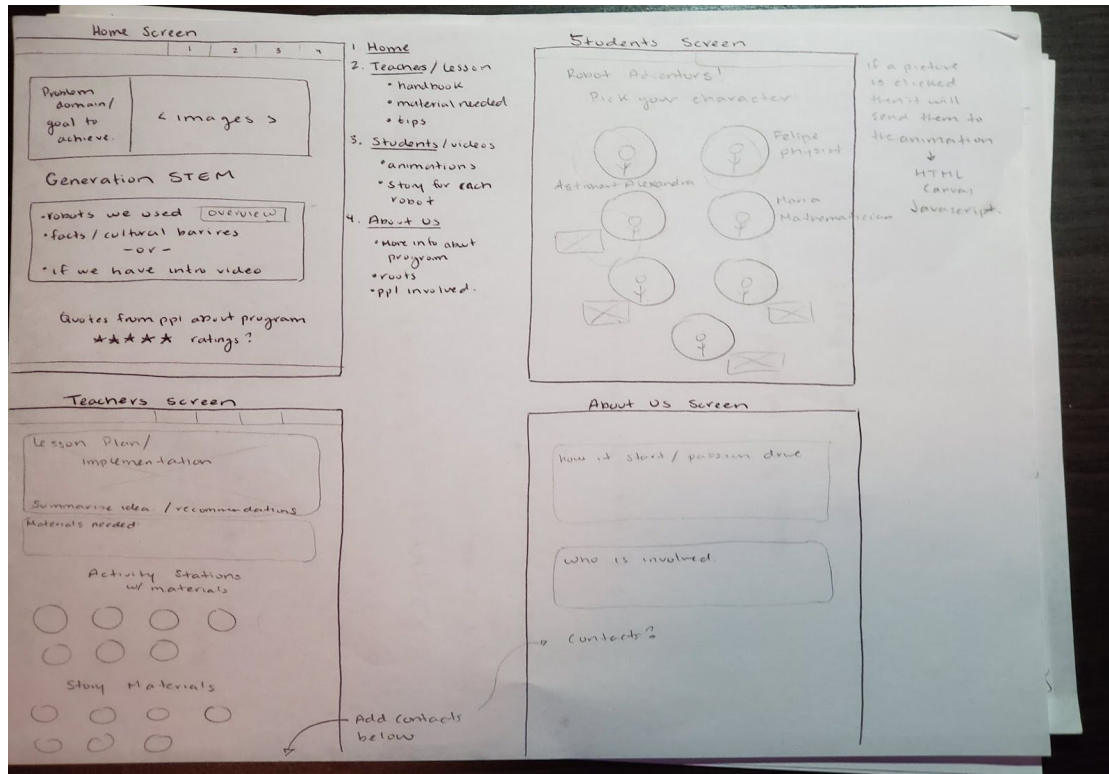 Home Screen
1 2 3 4
Problem
domain/
goal to
achieve.
< images >
Generation STEM
•robots we used overview
•facts / cultural barires
-or-
•if we have intro video
Quotes from ppl about program
★★★★★ ratings?
1 Home
2. Teachers / Lesson
•handbook
•material needed
•tips
3. Students / videos
•animations
•Story for each
robot
4. About Us
•More info about
program
•roots
•ppl involved.
Students Screen
Robot Adventurs!
Pick your character
Felipe
physist
Astronaut Alexandra
Maria
Mathematician
if a picture
is clicked
then it will
send them to
the animation
↓
HTML
Canvas
Javascript.
Teachers Screen
Lesson Plan/
implementation
Summarize idea / recommendations
Materials needed
Activity Stations
w/ materials
Story Materials
Add contacts
below
About Us Screen
how it start / passion drive
who is involved.
Contacts?